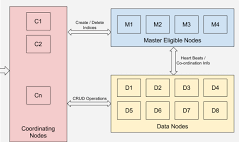 C1
C2
Cn
Coordinating
Nodes
Create / Delete
Indices
CRUD Operations
M1 M2 M3 M4
Master Eligible Nodes
Heart Beats /
Co-ordination Info
D1 D2 D3 D4
D5 D6 D7 D8
Data Nodes